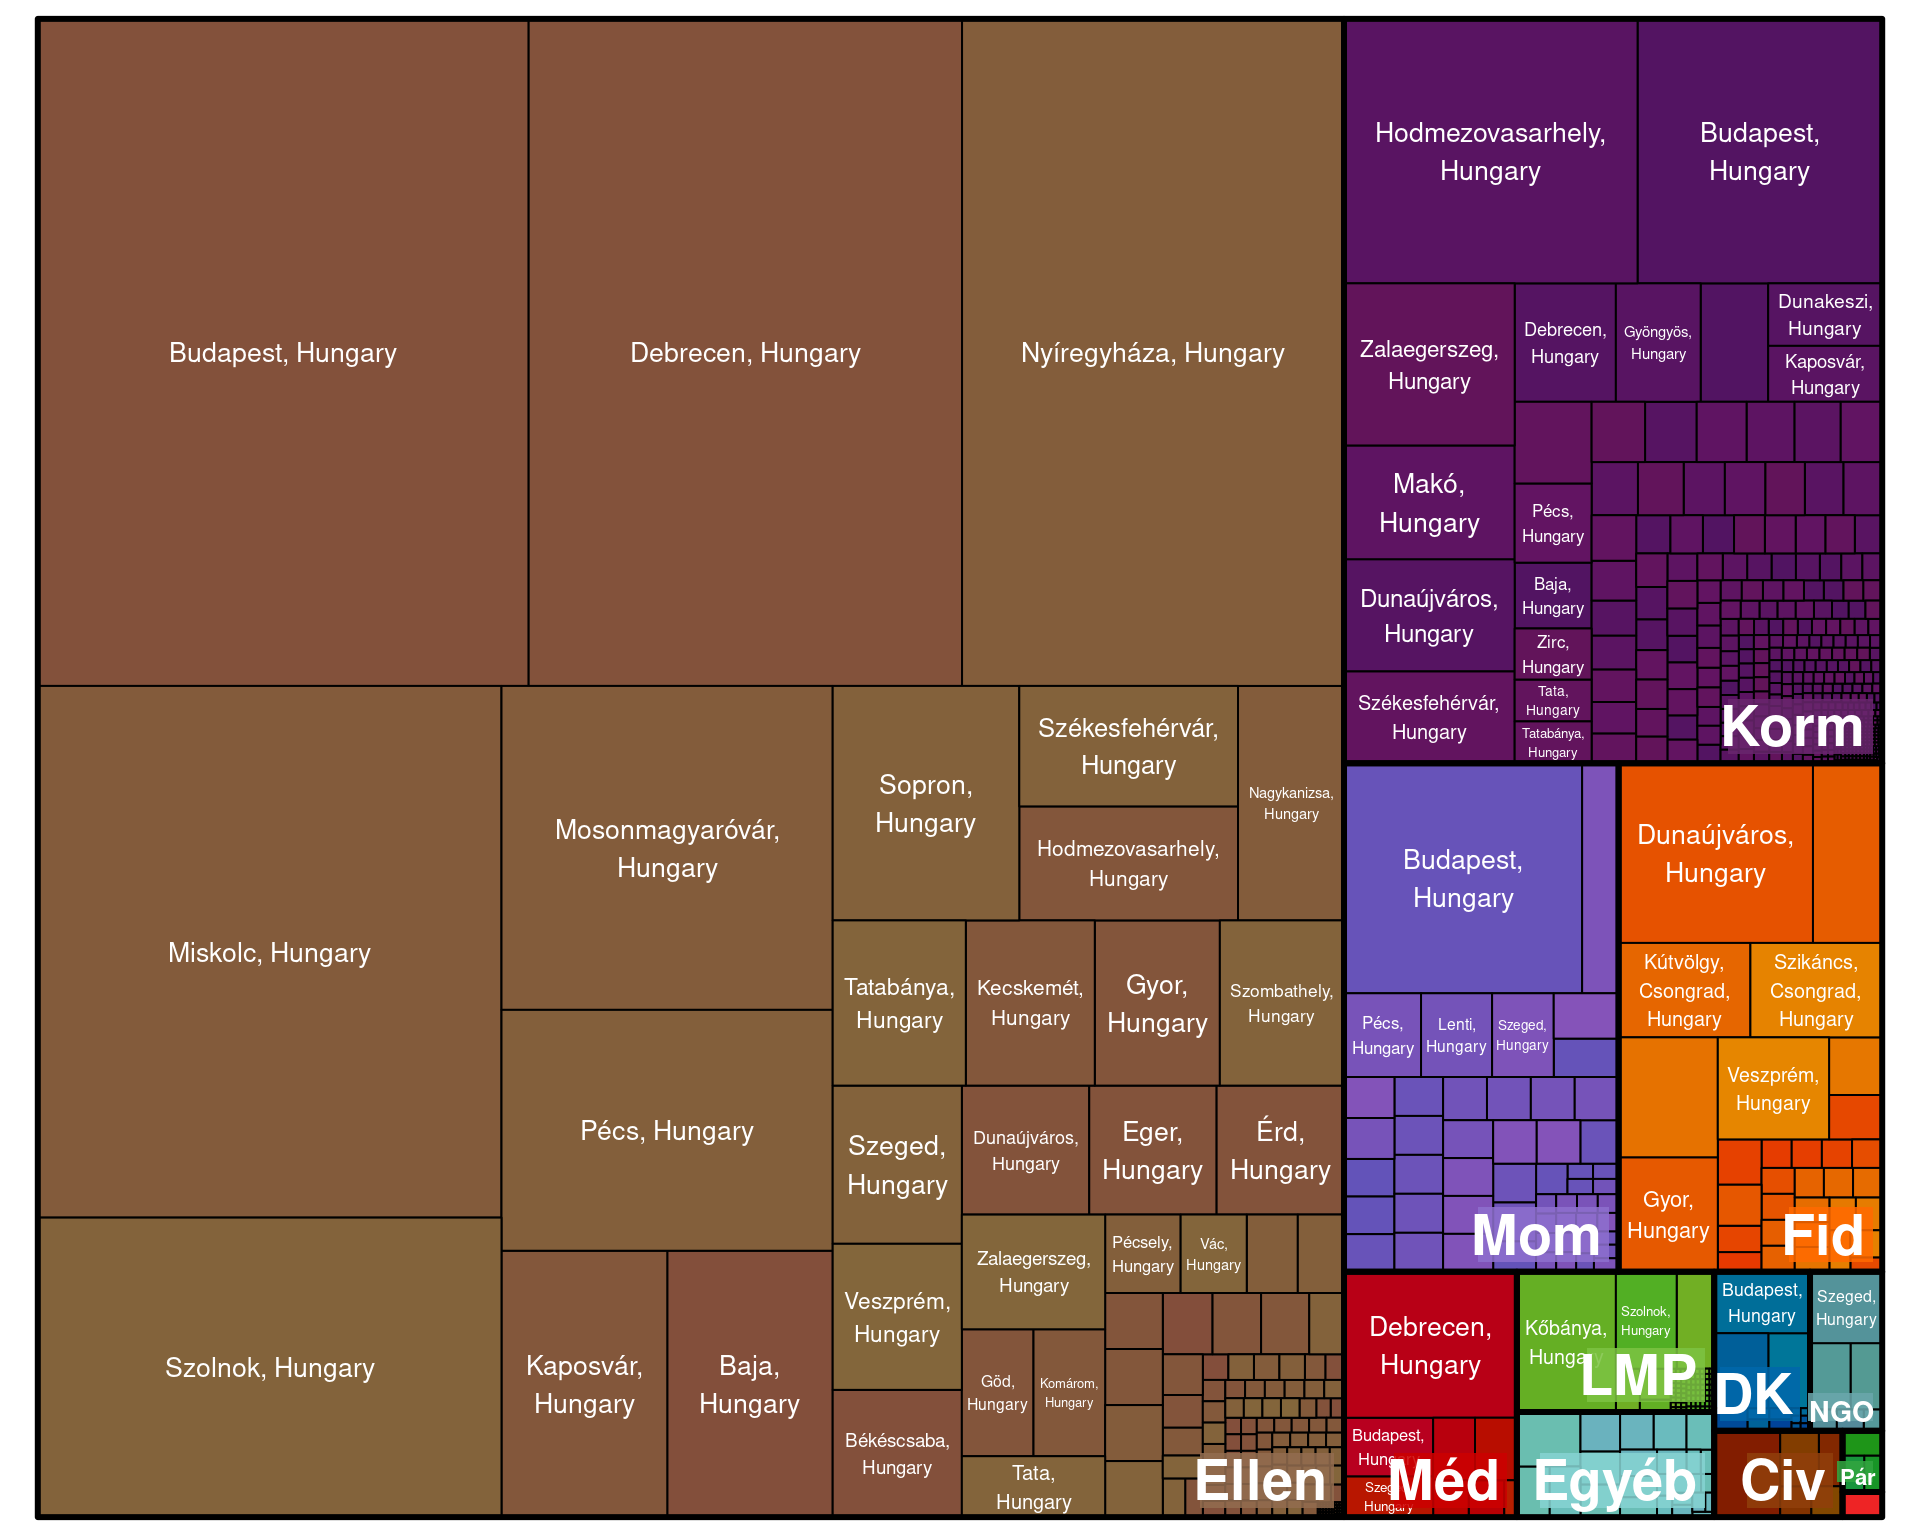 Budapest, Hungary
Debrecen, Hungary
Nyíregyháza, Hungary
Miskolc, Hungary
Szolnok, Hungary
Mosonmagyaróvár,
Hungary
Pécs, Hungary
Kaposvár,
Hungary
Baja,
Hungary
Sopron,
Hungary
Székesfehérvár,
Hungary
Hodmezovasarhely,
Hungary
Nagykanizsa,
Hungary
Tatabánya,
Hungary
Kecskemét,
Hungary
Gyor,
Hungary
Szombathely,
Hungary
Szeged,
Hungary
Veszprém,
Hungary
Békéscsaba,
Hungary
Dunaújváros,
Hungary
Eger,
Hungary
Érd,
Hungary
Zalaegerszeg,
Hungary
Pécsely,
Hungary
Vác,
Hungary
Göd,
Hungary
Komárom,
Hungary
Tata,
Hungary
Ellen
Hodmezovasarhely,
Hungary
Budapest,
Hungary
Zalaegerszeg,
Hungary
Debrecen,
Hungary
Gyöngyös,
Hungary
Dunakeszi,
Hungary
Kaposvár,
Hungary
Makó,
Hungary
Dunaújváros,
Hungary
Székesfehérvár,
Hungary
Pécs,
Hungary
Baja,
Hungary
Zirc,
Hungary
Tata,
Hungary
Tatabánya,
Hungary
Korm
Budapest,
Hungary
Pécs,
Hungary
Lenti,
Hungary
Szeged,
Hungary
Mom
Dunaújváros,
Hungary
Kútvölgy,
Csongrad,
Hungary
Szikáncs,
Csongrad,
Hungary
Veszprém,
Hungary
Gyor,
Hungary
Fid
Debrecen,
Hungary
Budapest,
Hungary
Hungary
Méd
Kőbánya,
Hungary
Szolnok,
Hungary
LMP
Budapest,
Hungary
DK
Szeged,
Hungary
NGO
Egyéb
Civ
Pár